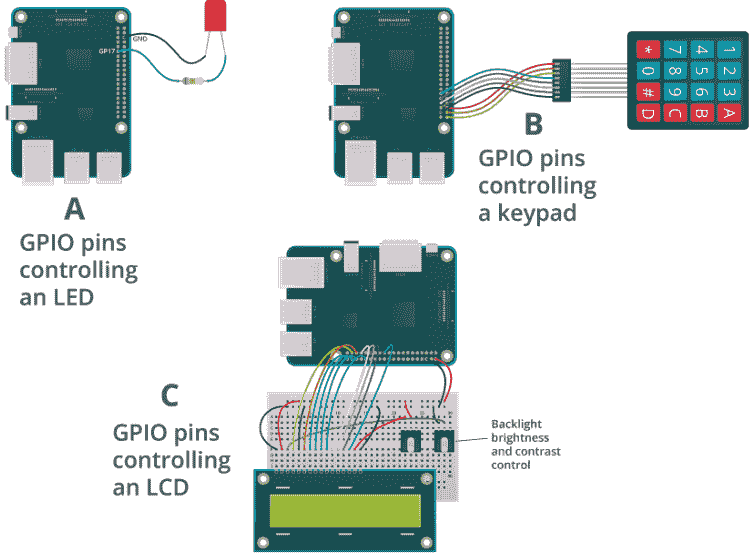 GND
GP17
A
GPIO pins
controlling
an LED
* 7 4 1
0 8 5 2
# 9 6 3
D C B A
B
GPIO pins
controlling
a keypad
C
GPIO pins
controlling
an LCD
Backlight
brightness
and contrast
control